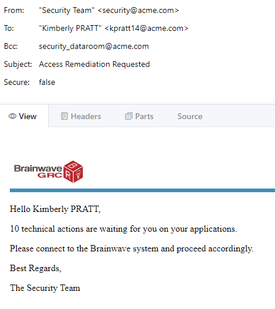 From: "Security Team" <security@acme.com>
To: "Kimberly PRATT" <kpratt14@acme.com>
Bcc: security_dataroom@acme.com
Subject: Access Remediation Requested
Secure: false
View Headers Parts Source
Brainwave
GRC
Hello Kimberly PRATT,
10 technical actions are waiting for you on your applications.
Please connect to the Brainwave system and proceed accordingly.
Best Regards,
The Security Team